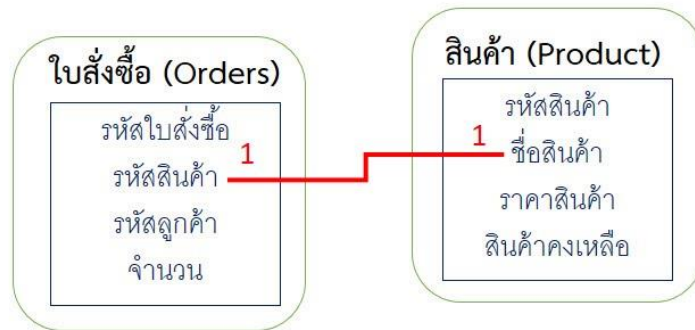 ใบสั่งซื้อ (Orders)
รหัสใบสั่งซื้อ
1
รหัสสินค้า
รหัสลูกค้า
จำนวน
สินค้า (Product)
รหัสสินค้า
1
ชื่อสินค้า
ราคาสินค้า
สินค้าคงเหลือ